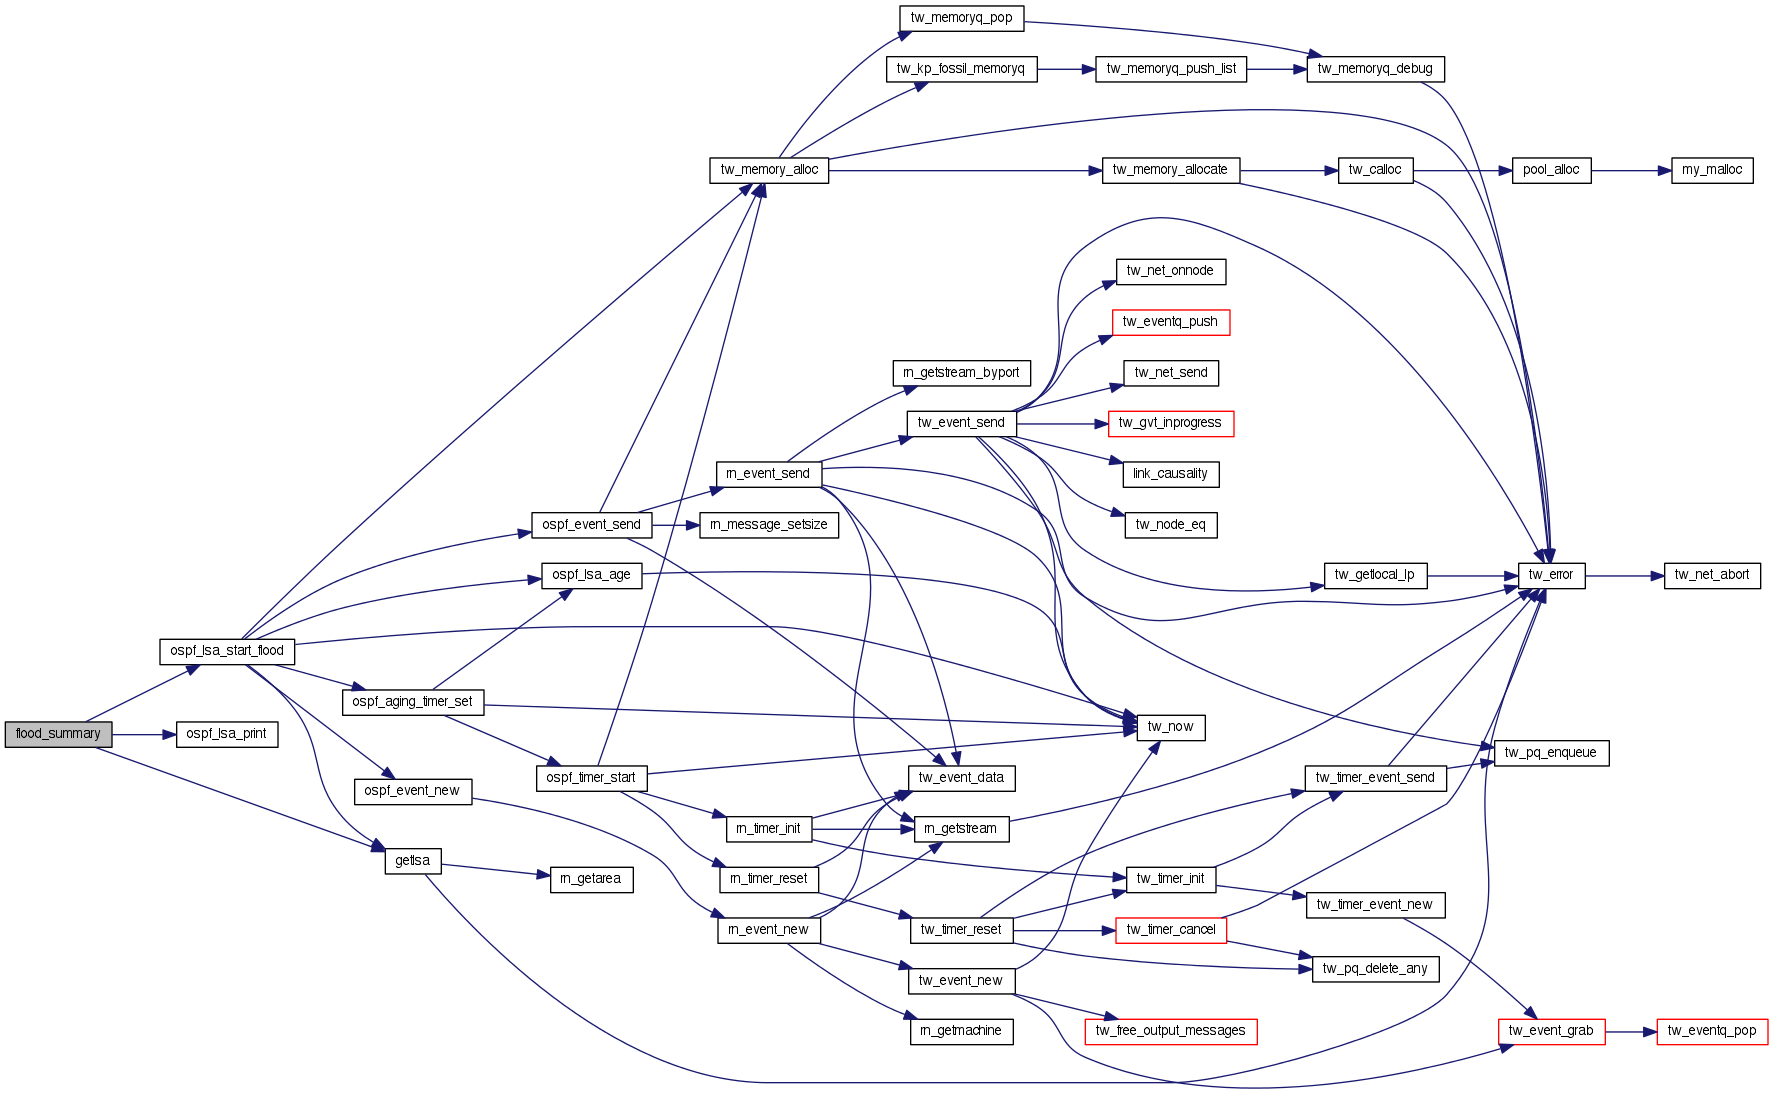 tw_memoryq_pop
tw_kp_fossil_memoryq
tw_memoryq_push_list
tw_memoryq_debug
tw_memory_alloc
tw_memory_allocate
tw_calloc
pool_alloc
my_malloc
tw_net_onnode
tw_eventq_push
rn_getstream_byport
tw_net_send
tw_event_send
tw_gvt_inprogress
rn_event_send
link_causality
ospf_event_send
rn_message_setsize
tw_node_eq
ospf_lsa_age
tw_getlocal_lp
tw_error
tw_net_abort
ospf_lsa_start_flood
ospf_aging_timer_set
flood_summary
ospf_lsa_print
tw_now
tw_pq_enqueue
ospf_timer_start
tw_event_data
tw_timer_event_send
ospf_event_new
rn_timer_init
rn_getstream
getlsa
rn_getarea
rn_timer_reset
tw_timer_init
tw_timer_event_new
rn_event_new
tw_timer_reset
tw_timer_cancel
tw_pq_delete_any
tw_event_new
rn_getmachine
tw_free_output_messages
tw_event_grab
tw_eventq_pop